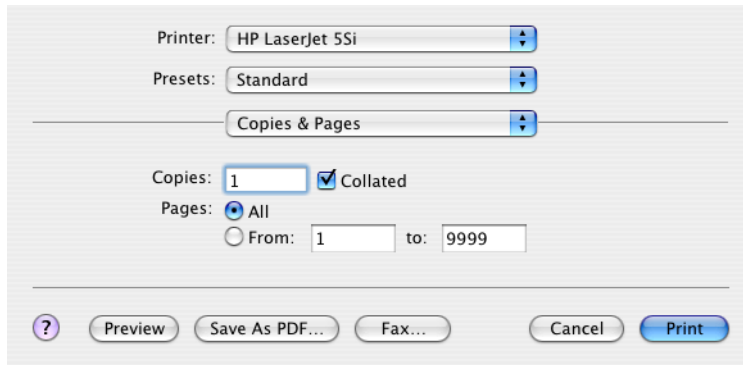 Printer: HP LaserJet 5Si
Presets: Standard
Copies & Pages
Copies: 1 Collated
Pages: All
From: 1 to: 9999
? Preview Save As PDF... Fax... Cancel Print